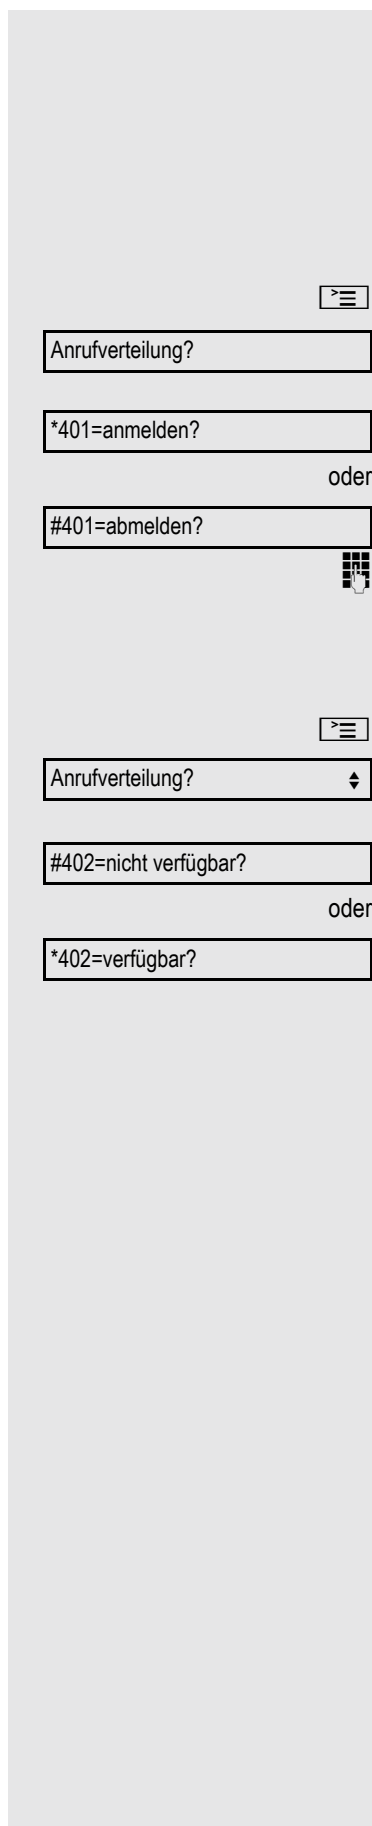 Anrufverteilung?
*401=anmelden?
oder
#401=abmelden?
Anrufverteilung?
#402=nicht verfügbar?
oder
*402=verfügbar?